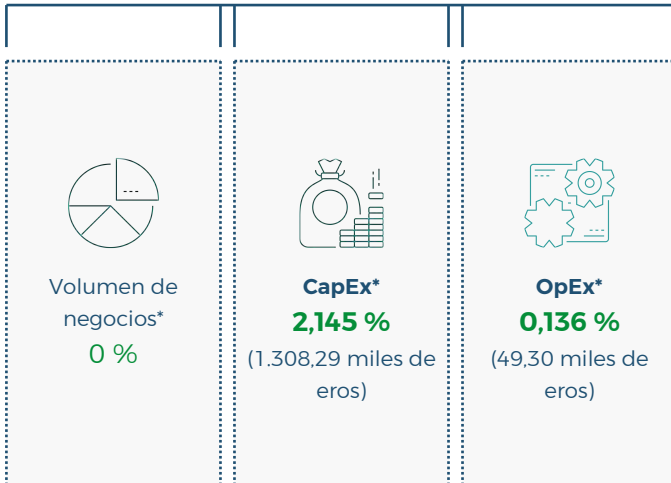 Volumen de
negocios*
0 %
CapEx*
2,145 %
(1.308,29 miles de
eros)
OpEx*
0,136 %
(49,30 miles de
eros)